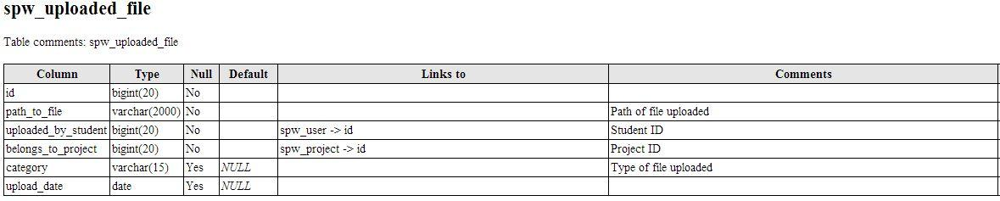 spw_uploaded_file
Table comments: spw_uploaded_file
Column Type Null Default Links to Comments
id bigint(20) No
path_to_file varchar(2000) No Path of file uploaded
uploaded_by_student bigint(20) No spw_user -> id Student ID
belongs_to_project bigint(20) No spw_project -> id Project ID
category varchar(15) Yes NULL Type of file uploaded
upload_date date Yes NULL